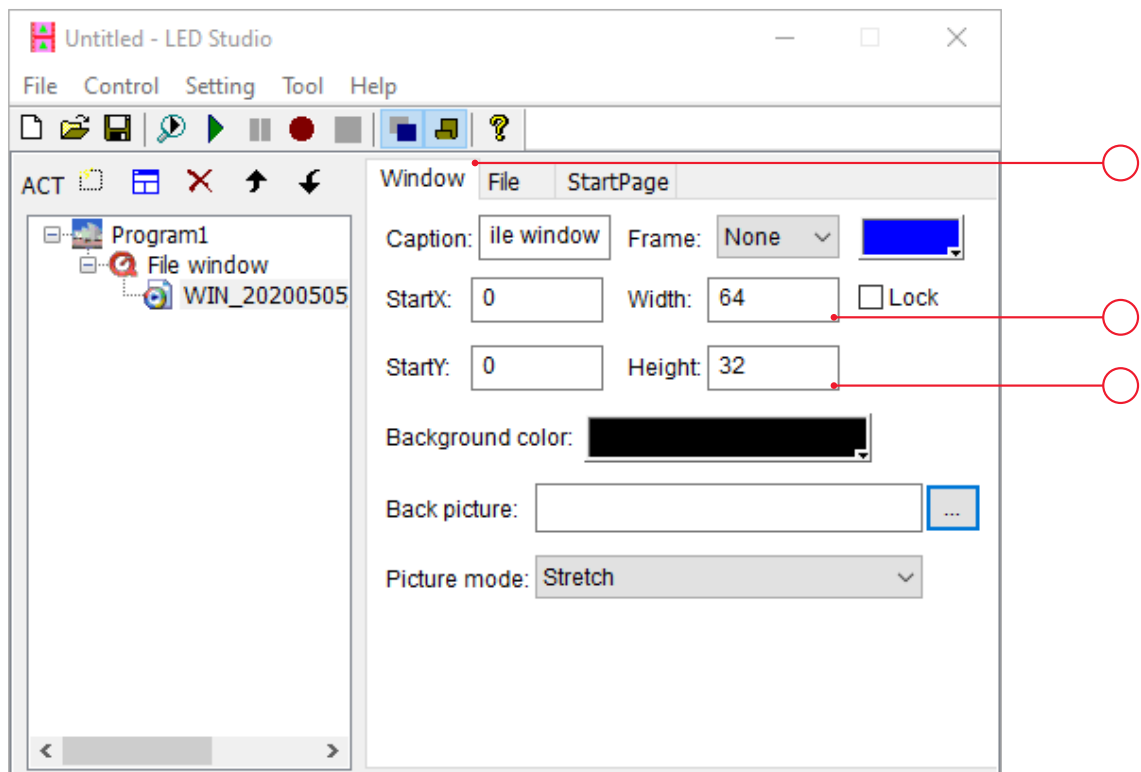 Untitled - LED Studio
File Control Setting Tool Help
ACT
Window File StartPage
Program1
File window
WIN_20200505
Caption: ile window Frame: None
StartX: 0 Width: 64 Lock
StartY: 0 Height: 32
Background color:
Back picture: ...
Picture mode: Stretch